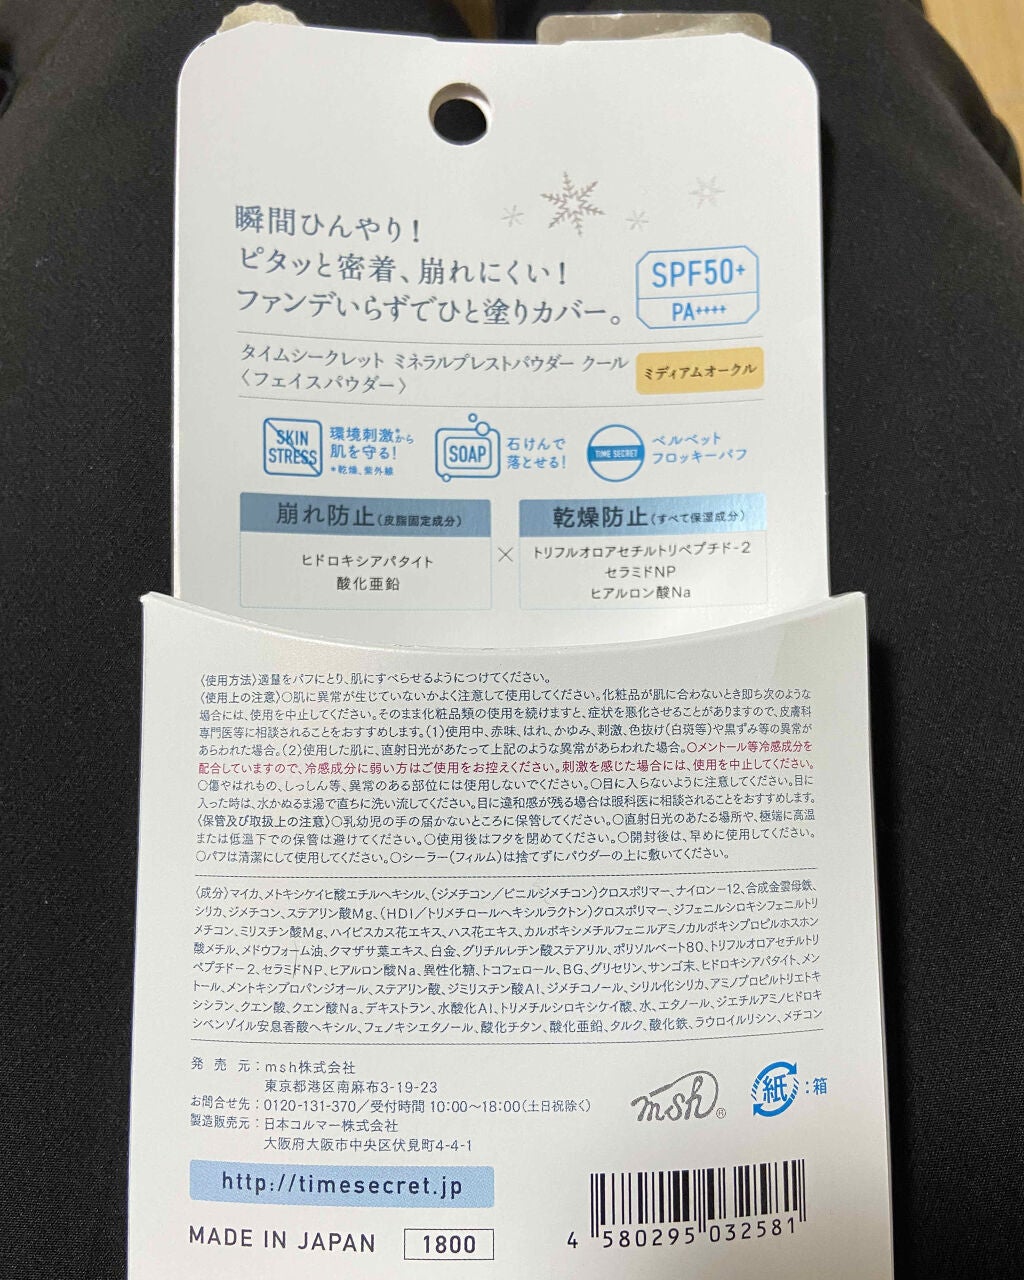 瞬間ひんやり！
ピタッと密着、崩れにくい！
ファンデいらずでひと塗りカバー。
SPF50+
PA++++
タイムシークレット ミネラルプレストパウダー クール
〈フェイスパウダー〉
ミディアムオークル
SKIN
STRESS
環境刺激*から
肌を守る！
*乾燥、紫外線
SOAP
石けんで
落とせる！
TIME SECRET
ベルベット
フロッキーパフ
崩れ防止(皮脂固定成分)
ヒドロキシアパタイト
酸化亜鉛
×
乾燥防止(すべて保湿成分)
トリフルオロアセチルトリペプチド-2
セラミドNP
ヒアルロン酸Na
〈使用方法〉適量をパフにとり、肌にすべらせるようにつけてください。
〈使用上の注意〉○肌に異常が生じていないかよく注意して使用してください。化粧品が肌に合わないとき即ち次のような
場合には、使用を中止してください。そのまま化粧品類の使用を続けますと、症状を悪化させることがありますので、皮膚科
専門医等に相談されることをおすすめします。(1)使用中、赤味、はれ、かゆみ、刺激、色抜け(白斑等)や黒ずみ等の異常が
あらわれた場合。(2)使用した肌に、直射日光があたって上記のような異常があらわれた場合。○メントール等冷感成分を
配合していますので、冷感成分に弱い方はご使用をお控えください。刺激を感じた場合には、使用を中止してください。
○傷やはれもの、しっしん等、異常のある部位には使用しないでください。○目に入らないように注意してください。目に
入った時は、水かぬるま湯で直ちに洗い流してください。目に違和感が残る場合は眼科医に相談されることをおすすめします。
〈保管及び取扱上の注意〉○乳幼児の手の届かないところに保管してください。○直射日光のあたる場所や、極端に高温
または低温下での保管は避けてください。○使用後はフタを閉めてください。○開封後は、早めに使用してください。
○パフは清潔にして使用してください。○シーラー(フィルム)は捨てずにパウダーの上に敷いてください。
〈成分〉マイカ、メトキシケイヒ酸エチルヘキシル、(ジメチコン／ビニルジメチコン)クロスポリマー、ナイロン-12、合成金雲母鉄、
シリカ、ジメチコン、ステアリン酸Mg、(HDI／トリメチロールヘキシルラクトン)クロスポリマー、ジフェニルシロキシフェニルトリ
メチコン、ミリスチン酸Mg、ハイビスカス花エキス、ハス花エキス、カルボキシメチルフェニルアミノカルボキシプロピルホスホン
酸メチル、メドウフォーム油、クマザサ葉エキス、白金、グリチルレチン酸ステアリル、ポリソルベート80、トリフルオロアセチルトリ
ペプチド-2、セラミドNP、ヒアルロン酸Na、異性化糖、トコフェロール、BG、グリセリン、サンゴ末、ヒドロキシアパタイト、メン
トール、メントキシプロパンジオール、ステアリン酸、ジミリスチン酸Al、ジメチコノール、シリル化シリカ、アミノプロピルトリエトキ
シシラン、クエン酸、クエン酸Na、デキストラン、水酸化Al、トリメチルシロキシケイ酸、水、エタノール、ジエチルアミノヒドロキ
シベンゾイル安息香酸ヘキシル、フェノキシエタノール、酸化チタン、酸化亜鉛、タルク、酸化鉄、ラウロイルリシン、メチコン
発売元：msh株式会社
東京都港区南麻布3-19-23
お問合せ先：0120-131-370／受付時間 10:00〜18:00(土日祝除く)
製造販売元：日本コルマー株式会社
大阪府大阪市中央区伏見町4-4-1
msh®
紙：箱
http://timesecret.jp
MADE IN JAPAN
1800
4 580295 032581